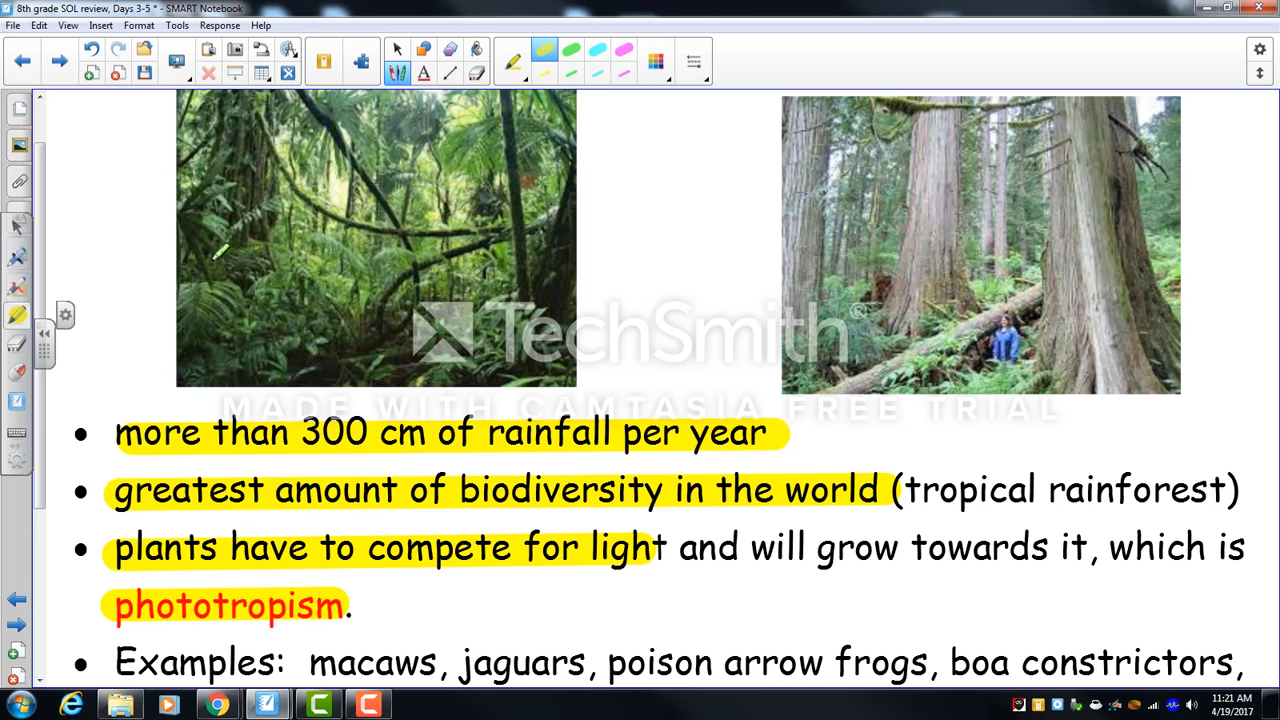 8th grade SOL review, Days 3-5 * - SMART Notebook
File Edit View Insert Format Tools Response Help
TechSmith®
MADE WITH CAMTASIA FREE TRIAL
• more than 300 cm of rainfall per year
• greatest amount of biodiversity in the world (tropical rainforest)
• plants have to compete for light and will grow towards it, which is
phototropism.
• Examples: macaws, jaguars, poison arrow frogs, boa constrictors,
11:21 AM
4/19/2017